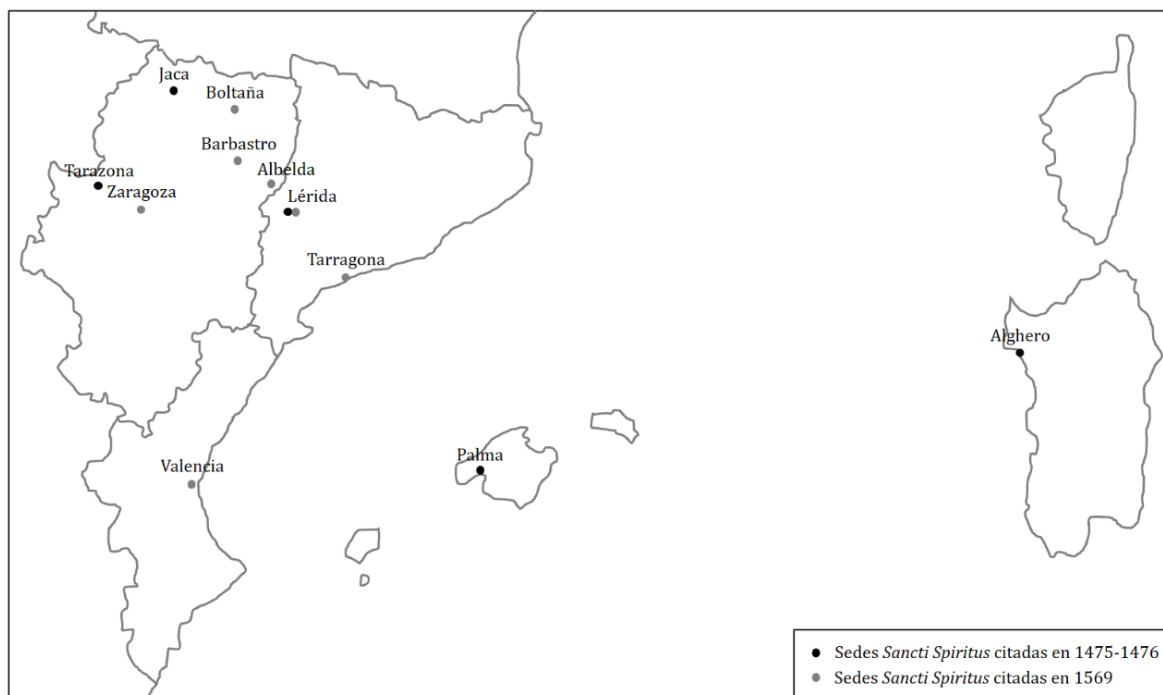 Jaca
Boltaña
Barbastro
Tarazona
Albelda
Zaragoza
Lérida
Tarragona
Alghero
Palma
Valencia
Sedes Sancti Spiritus citadas en 1475-1476
Sedes Sancti Spiritus citadas en 1569